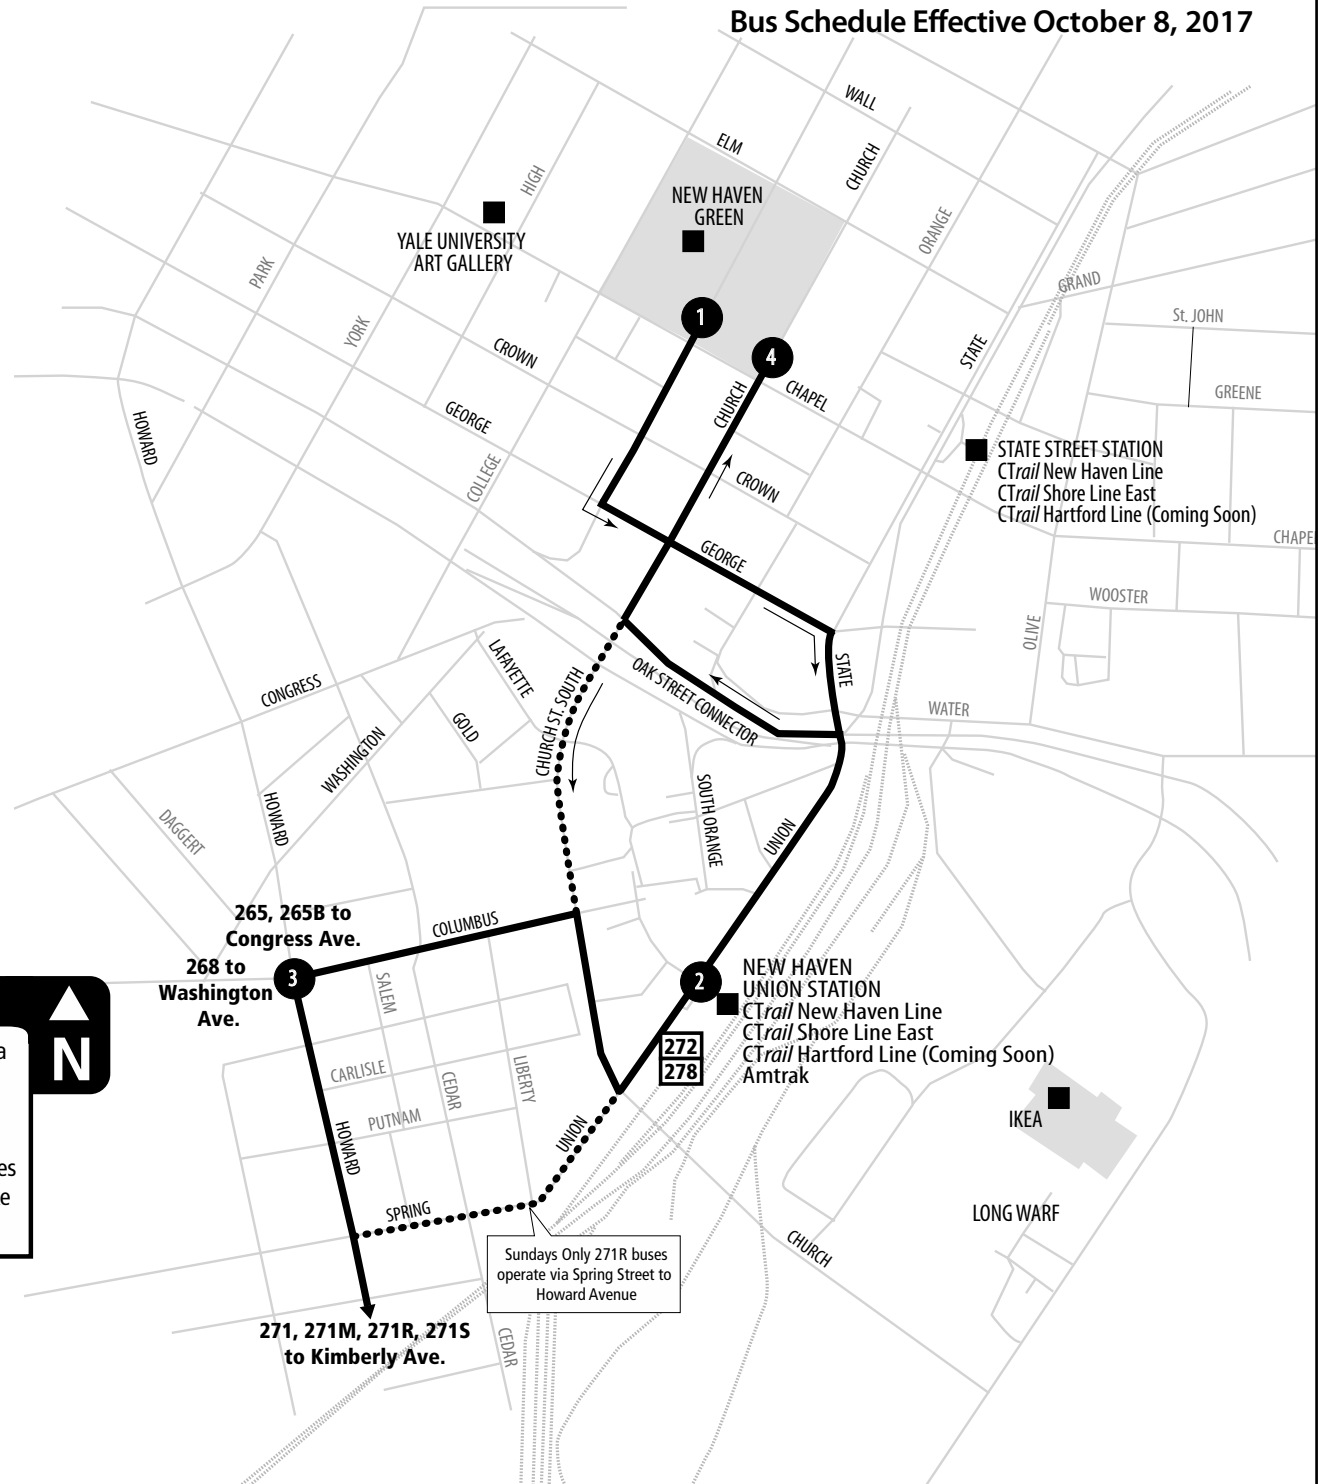 Bus Schedule Effective October 8, 2017
WALL
ELM
CHURCH
HIGH
NEW HAVEN
GREEN
ORANGE
YALE UNIVERSITY
ART GALLERY
PARK
GRAND
St. JOHN
1
YORK
CROWN
4
STATE
CHURCH
CHAPEL
GREENE
HOWARD
GEORGE
STATE STREET STATION
CTrail New Haven Line
CTrail Shore Line East
CTrail Hartford Line (Coming Soon)
COLLEGE
CROWN
CHAPE
GEORGE
WOOSTER
OLIVE
LAFAYETTE
STATE
CONGRESS
OAK STREET CONNECTOR
CHURCH ST. SOUTH
GOLD
WATER
WASHINGTON
HOWARD
DAGGERT
SOUTH ORANGE
UNION
265, 265B to
Congress Ave.
COLUMBUS
268 to
Washington
Ave.
3
SALEM
2
NEW HAVEN
UNION STATION
CTrail New Haven Line
CTrail Shore Line East
CTrail Hartford Line (Coming Soon)
Amtrak
N
a
es
e
272
278
CARLISLE
CEDAR
LIBERTY
PUTNAM
HOWARD
UNION
IKEA
SPRING
LONG WARF
CHURCH
Sundays Only 271R buses
operate via Spring Street to
Howard Avenue
271, 271M, 271R, 271S
to Kimberly Ave.
CEDAR